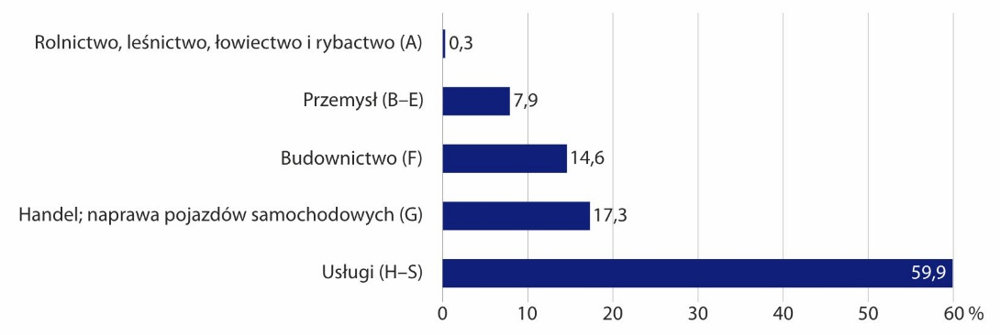 Rolnictwo, leśnictwo, łowiectwo i rybactwo (A) 0,3
Przemysł (B–E) 7,9
Budownictwo (F) 14,6
Handel; naprawa pojazdów samochodowych (G) 17,3
Usługi (H–S) 59,9
0 10 20 30 40 50 60 %